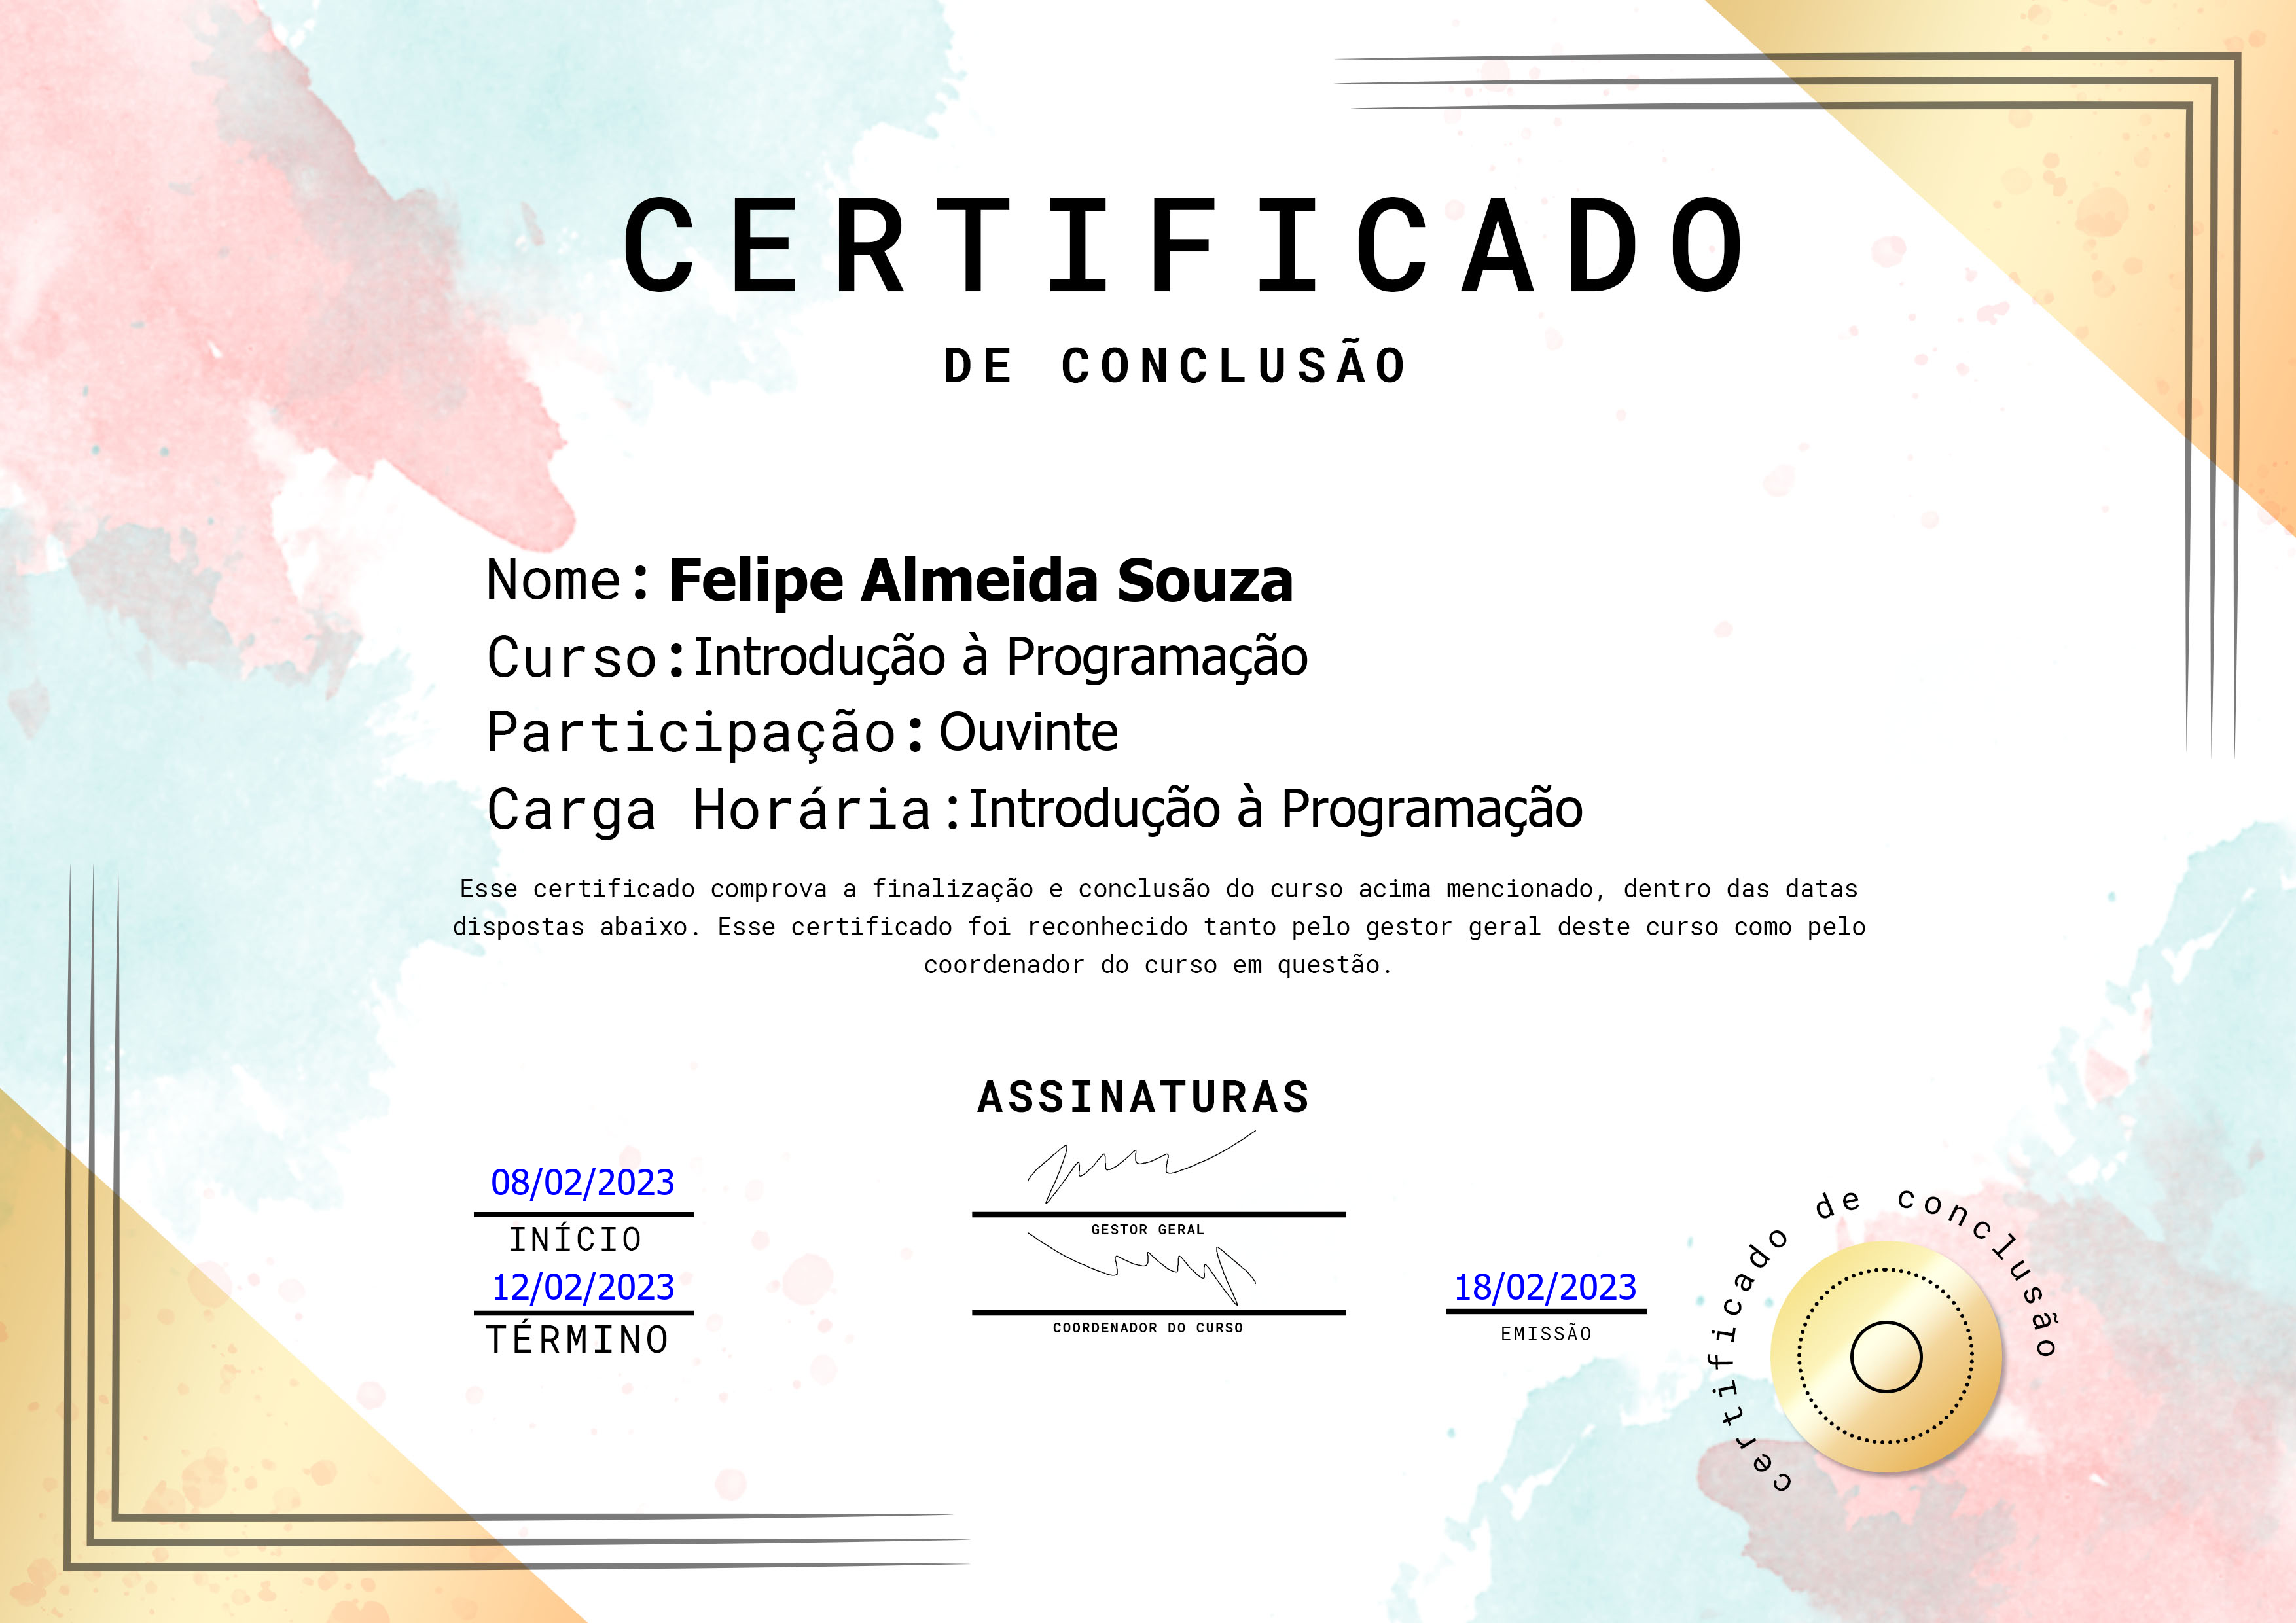 CERTIFICADO
DE CONCLUSÃO
Nome: Felipe Almeida Souza
Curso:Introdução à Programação
Participação: Ouvinte
Carga Horária:Introdução à Programação
Esse certificado comprova a finalização e conclusão do curso acima mencionado, dentro das datas
dispostas abaixo. Esse certificado foi reconhecido tanto pelo gestor geral deste curso como pelo
coordenador do curso em questão.
ASSINATURAS
08/02/2023
INÍCIO
GESTOR GERAL
12/02/2023
TÉRMINO
COORDENADOR DO CURSO
18/02/2023
EMISSÃO
certificado de conclusão